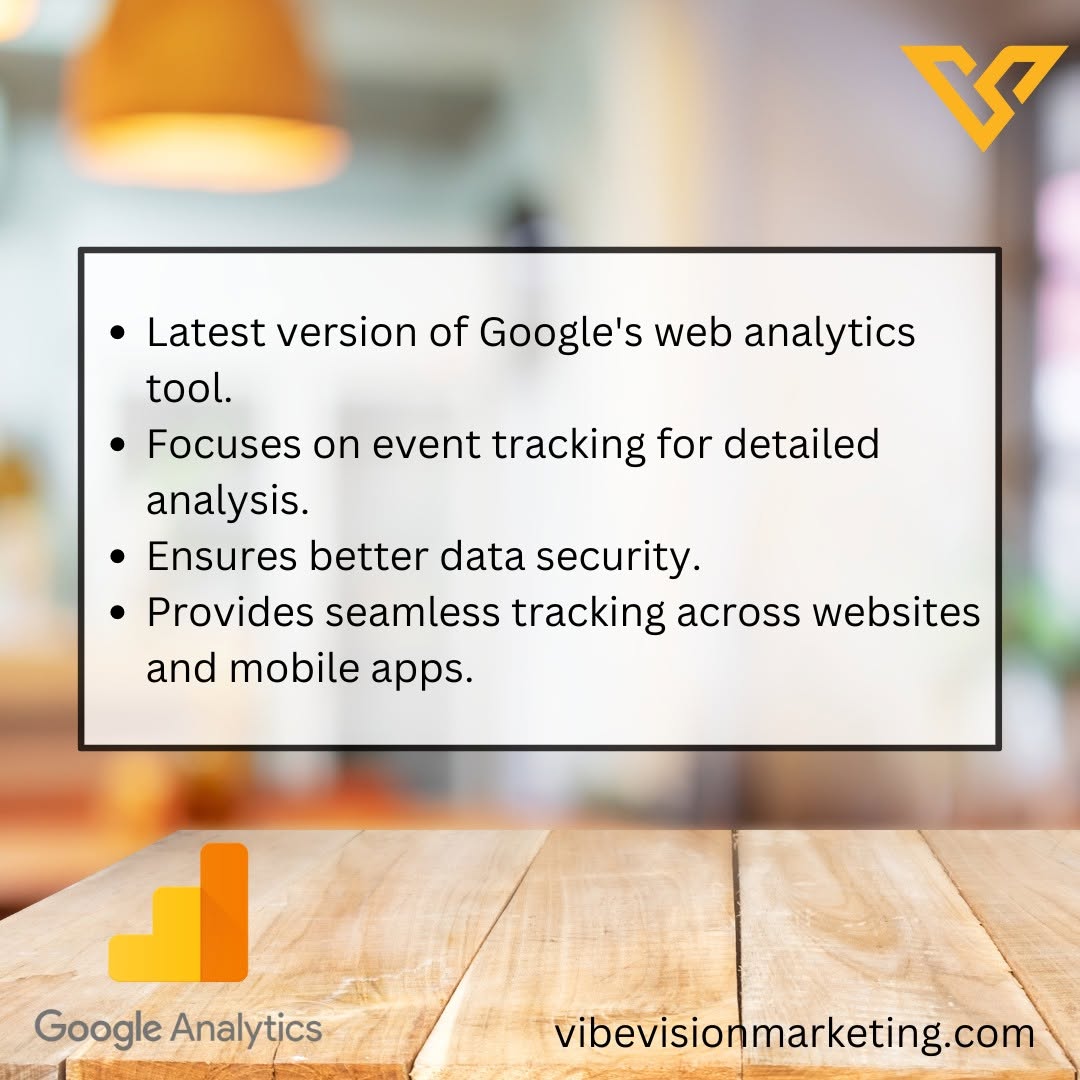 • Latest version of Google's web analytics
tool.
• Focuses on event tracking for detailed
analysis.
• Ensures better data security.
• Provides seamless tracking across websites
and mobile apps.
Google Analytics
vibevisionmarketing.com